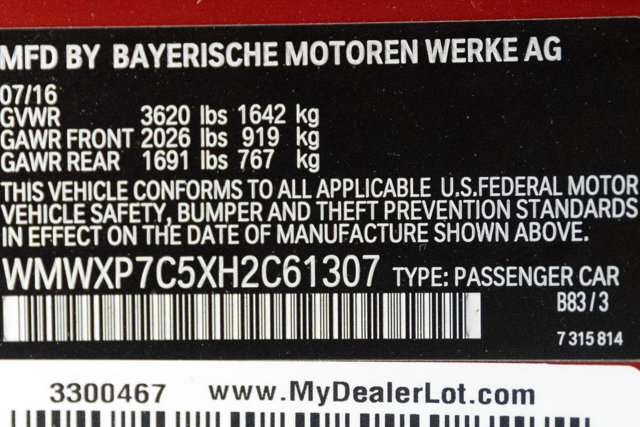 MFD BY BAYERISCHE MOTOREN WERKE AG
07/16
GVWR 3620 lbs 1642 kg
GAWR FRONT 2026 lbs 919 kg
GAWR REAR 1691 lbs 767 kg
THIS VEHICLE CONFORMS TO ALL APPLICABLE U.S.FEDERAL MOTOR
VEHICLE SAFETY, BUMPER AND THEFT PREVENTION STANDARDS
IN EFFECT ON THE DATE OF MANUFACTURE SHOWN ABOVE.
WMWXP7C5XH2C61307 TYPE: PASSENGER CAR
B83/3
7 315 814
3300467 www.MyDealerLot.com